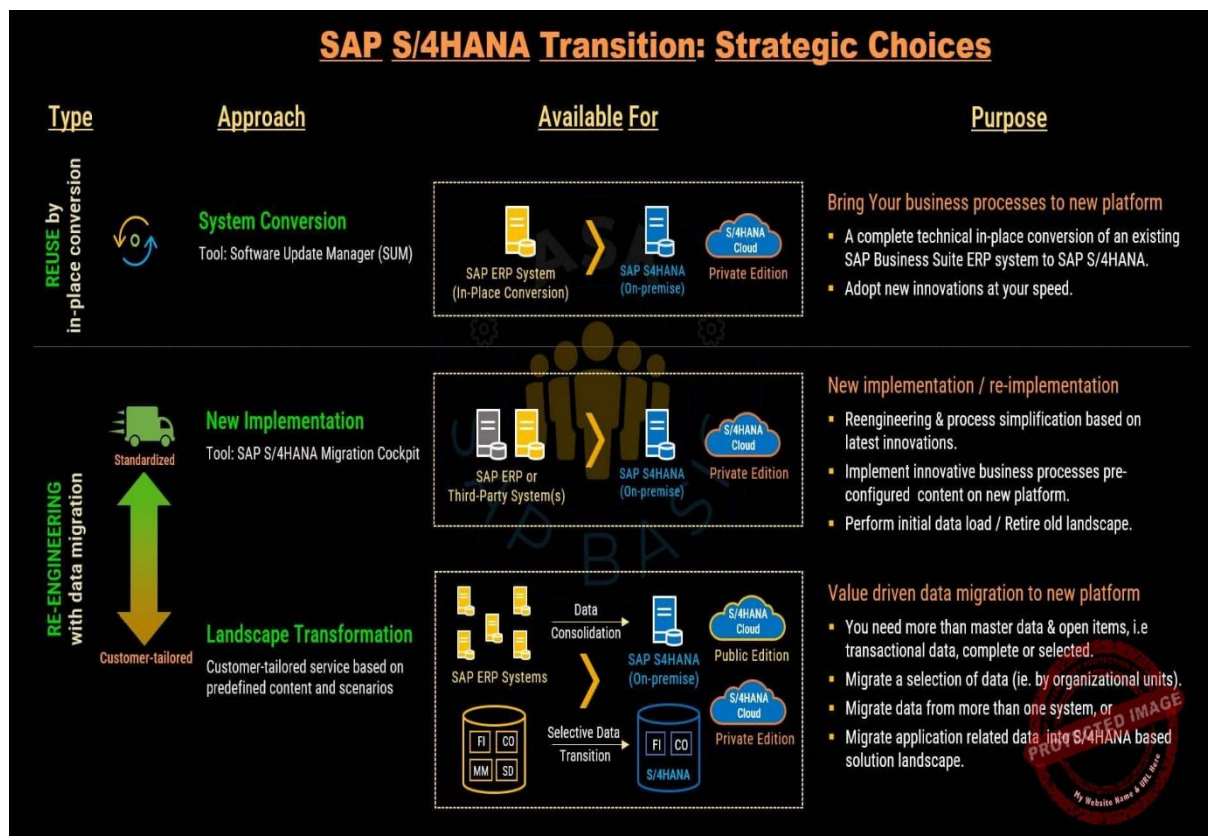 SAP S/4HANA Transition: Strategic Choices
Type
Approach
Available For
Purpose
REUSE by
in-place conversion
System Conversion
Tool: Software Update Manager (SUM)
SAP ERP System
(In-Place Conversion)
SAP S4HANA
(On-premise)
S/4HANA
Cloud
Private Edition
Bring Your business processes to new platform
▪ A complete technical in-place conversion of an existing
SAP Business Suite ERP system to SAP S/4HANA.
▪ Adopt new innovations at your speed.
RE-ENGINEERING
with data migration
Standardized
Customer-tailored
New Implementation
Tool: SAP S/4HANA Migration Cockpit
SAP ERP or
Third-Party System(s)
SAP S4HANA
(On-premise)
S/4HANA
Cloud
Private Edition
New implementation / re-implementation
▪ Reengineering & process simplification based on
latest innovations.
▪ Implement innovative business processes pre-
configured content on new platform.
▪ Perform initial data load / Retire old landscape.
Landscape Transformation
Customer-tailored service based on
predefined content and scenarios
SAP ERP Systems
Data
Consolidation
SAP S4HANA
(On-premise)
S/4HANA
Cloud
Public Edition
FI CO
MM SD
Selective Data
Transition
FI CO
S/4HANA
S/4HANA
Cloud
Private Edition
Value driven data migration to new platform
▪ You need more than master data & open items, i.e
transactional data, complete or selected.
▪ Migrate a selection of data (ie. by organizational units).
▪ Migrate data from more than one system, or
▪ Migrate application related data into S/4HANA based
solution landscape.
ASA
SAP BASIS
PROTECTED IMAGE
My Website Name & URL Here